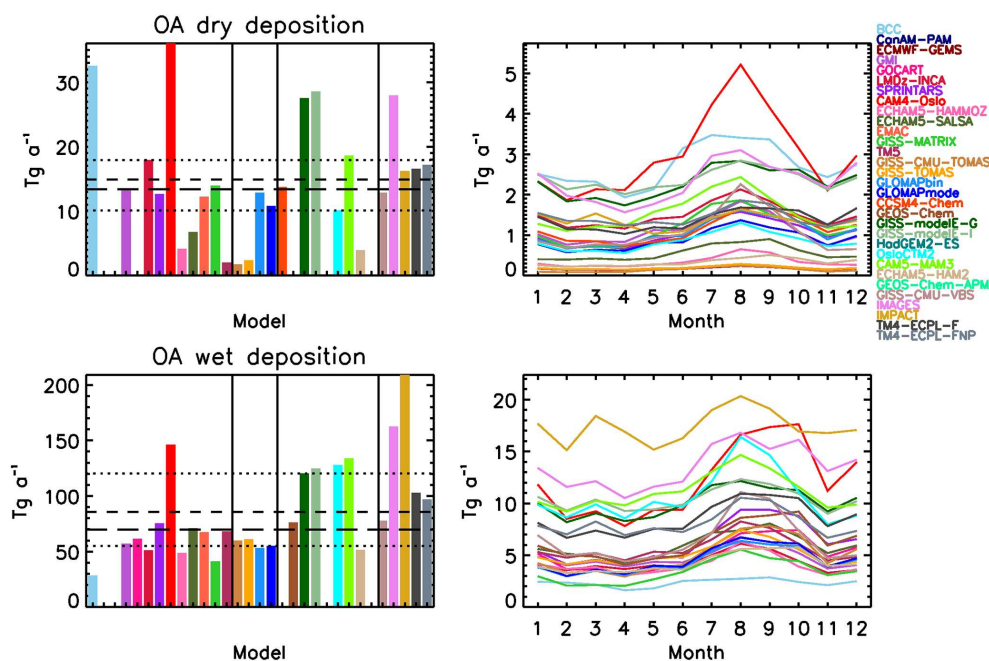 OA dry deposition
Tg a⁻¹
30
20
10
0
Model
Tg a⁻¹
5
4
3
2
1
0
1 2 3 4 5 6 7 8 9 10 11 12
Month
BCC
CanAM-PAM
ECMWF-GEMS
GMI
GOCART
LMDz-INCA
SPRINTARS
CAM4-Oslo
ECHAM5-HAMMOZ
ECHAM5-SALSA
EMAC
GISS-MATRIX
TM5
GISS-CMU-TOMAS
GISS-TOMAS
GLOMAPbin
GLOMAPmode
CCSM4-Chem
GEOS-Chem
GISS-modelE-G
GISS-modelE-I
HadGEM2-ES
OsloCTM2
CAM5-MAM3
ECHAM5-HAM2
GEOS-Chem-APM
GISS-CMU-VBS
IMAGES
IMPACT
TM4-ECPL-F
TM4-ECPL-FNP
OA wet deposition
Tg a⁻¹
200
150
100
50
0
Model
Tg a⁻¹
20
15
10
5
0
1 2 3 4 5 6 7 8 9 10 11 12
Month